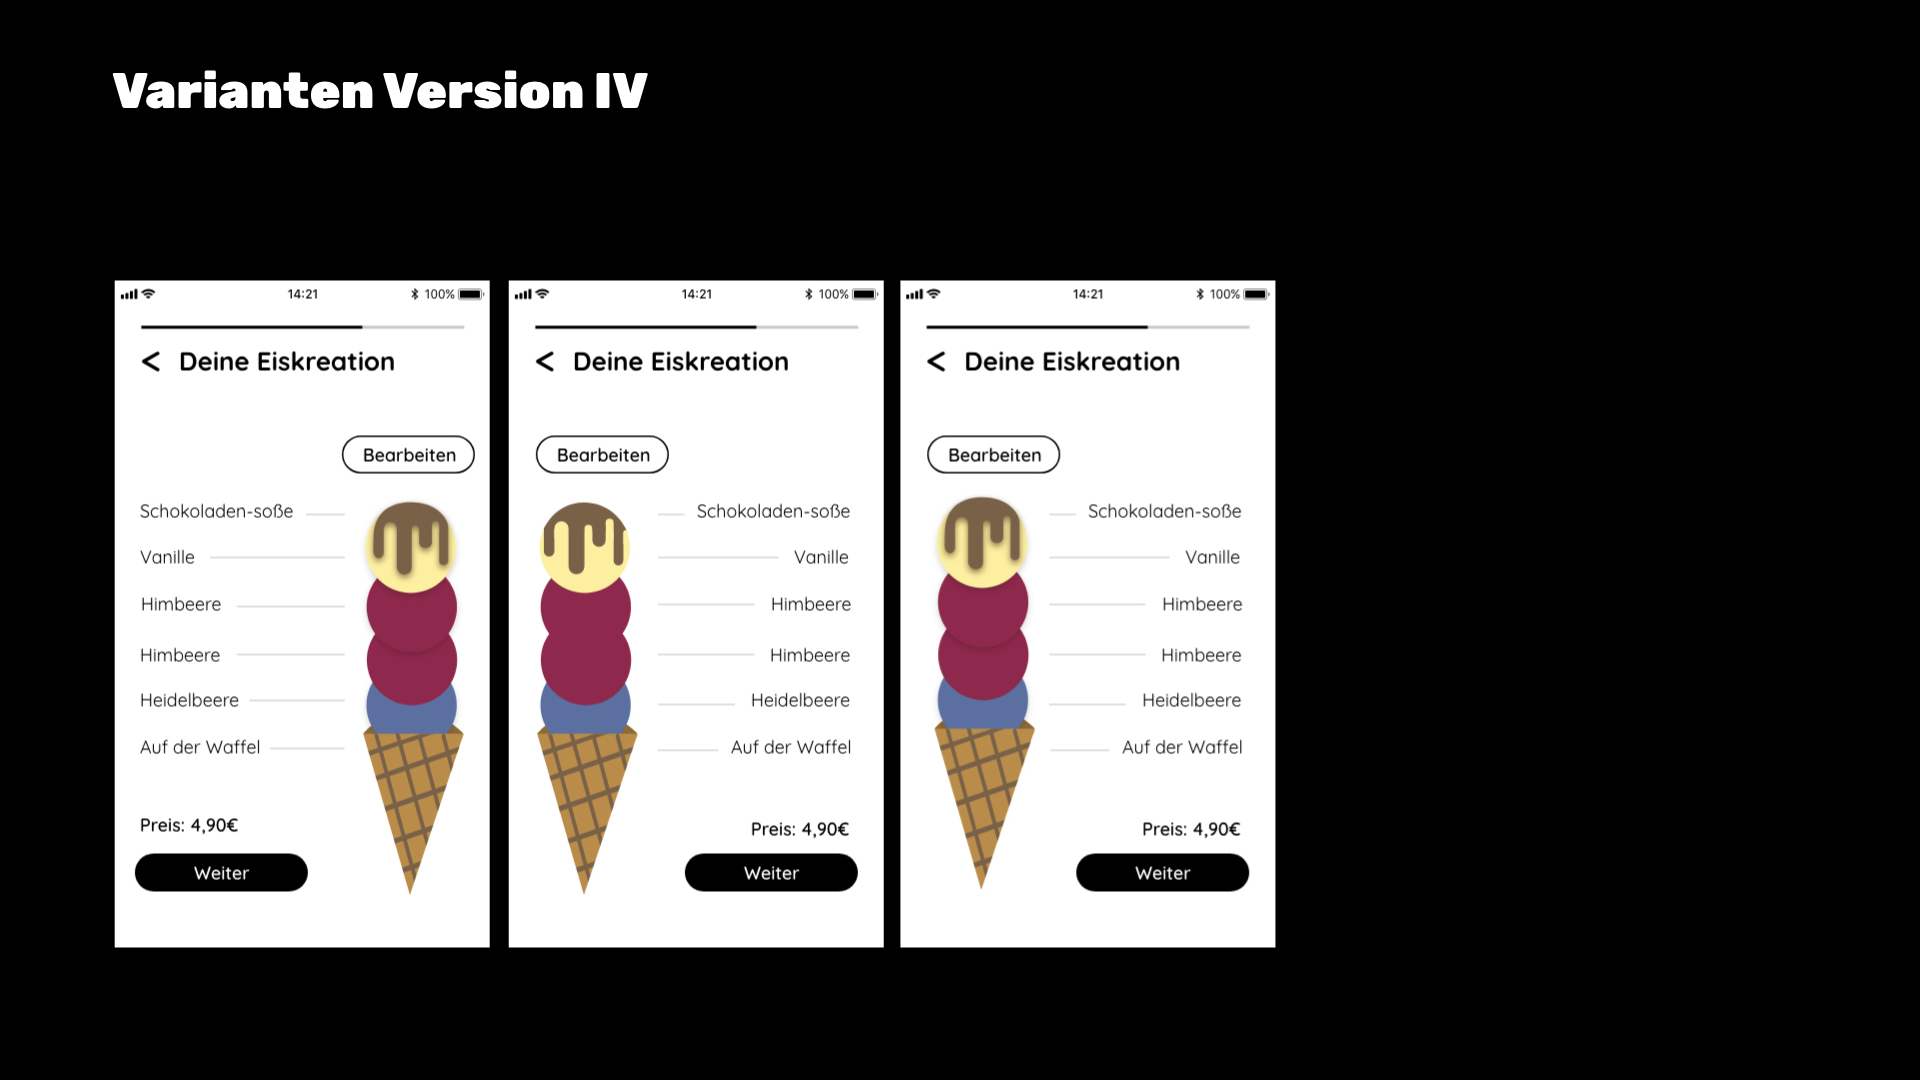 Varianten Version IV
14:21
100%
Deine Eiskreation
Bearbeiten
Schokoladen-soße
Vanille
Himbeere
Himbeere
Heidelbeere
Auf der Waffel
Preis: 4,90€
Weiter
14:21
100%
Deine Eiskreation
Bearbeiten
Schokoladen-soße
Vanille
Himbeere
Himbeere
Heidelbeere
Auf der Waffel
Preis: 4,90€
Weiter
14:21
100%
Deine Eiskreation
Bearbeiten
Schokoladen-soße
Vanille
Himbeere
Himbeere
Heidelbeere
Auf der Waffel
Preis: 4,90€
Weiter